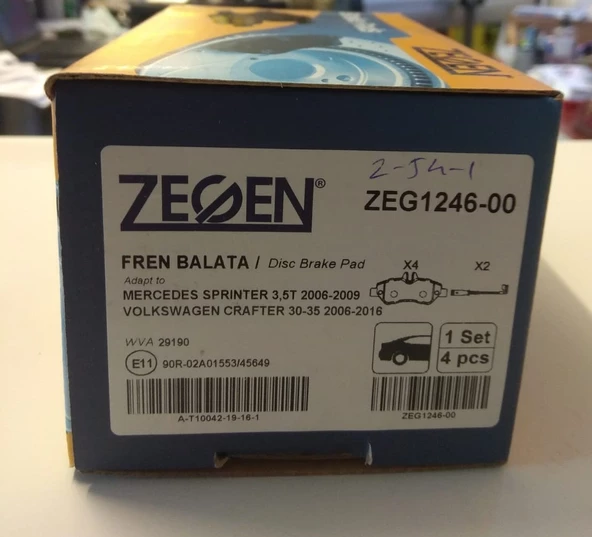 ZEGEN
2-54-1
ZEGEN®
ZEG1246-00
FREN BALATA / Disc Brake Pad
X4 X2
Adapt to
MERCEDES SPRINTER 3,5T 2006-2009
VOLKSWAGEN CRAFTER 30-35 2006-2016
WVA 29190
1 Set
4 pcs
E11 90R-02A01553/45649
A-T10042-19-16-1
ZEG1246-00